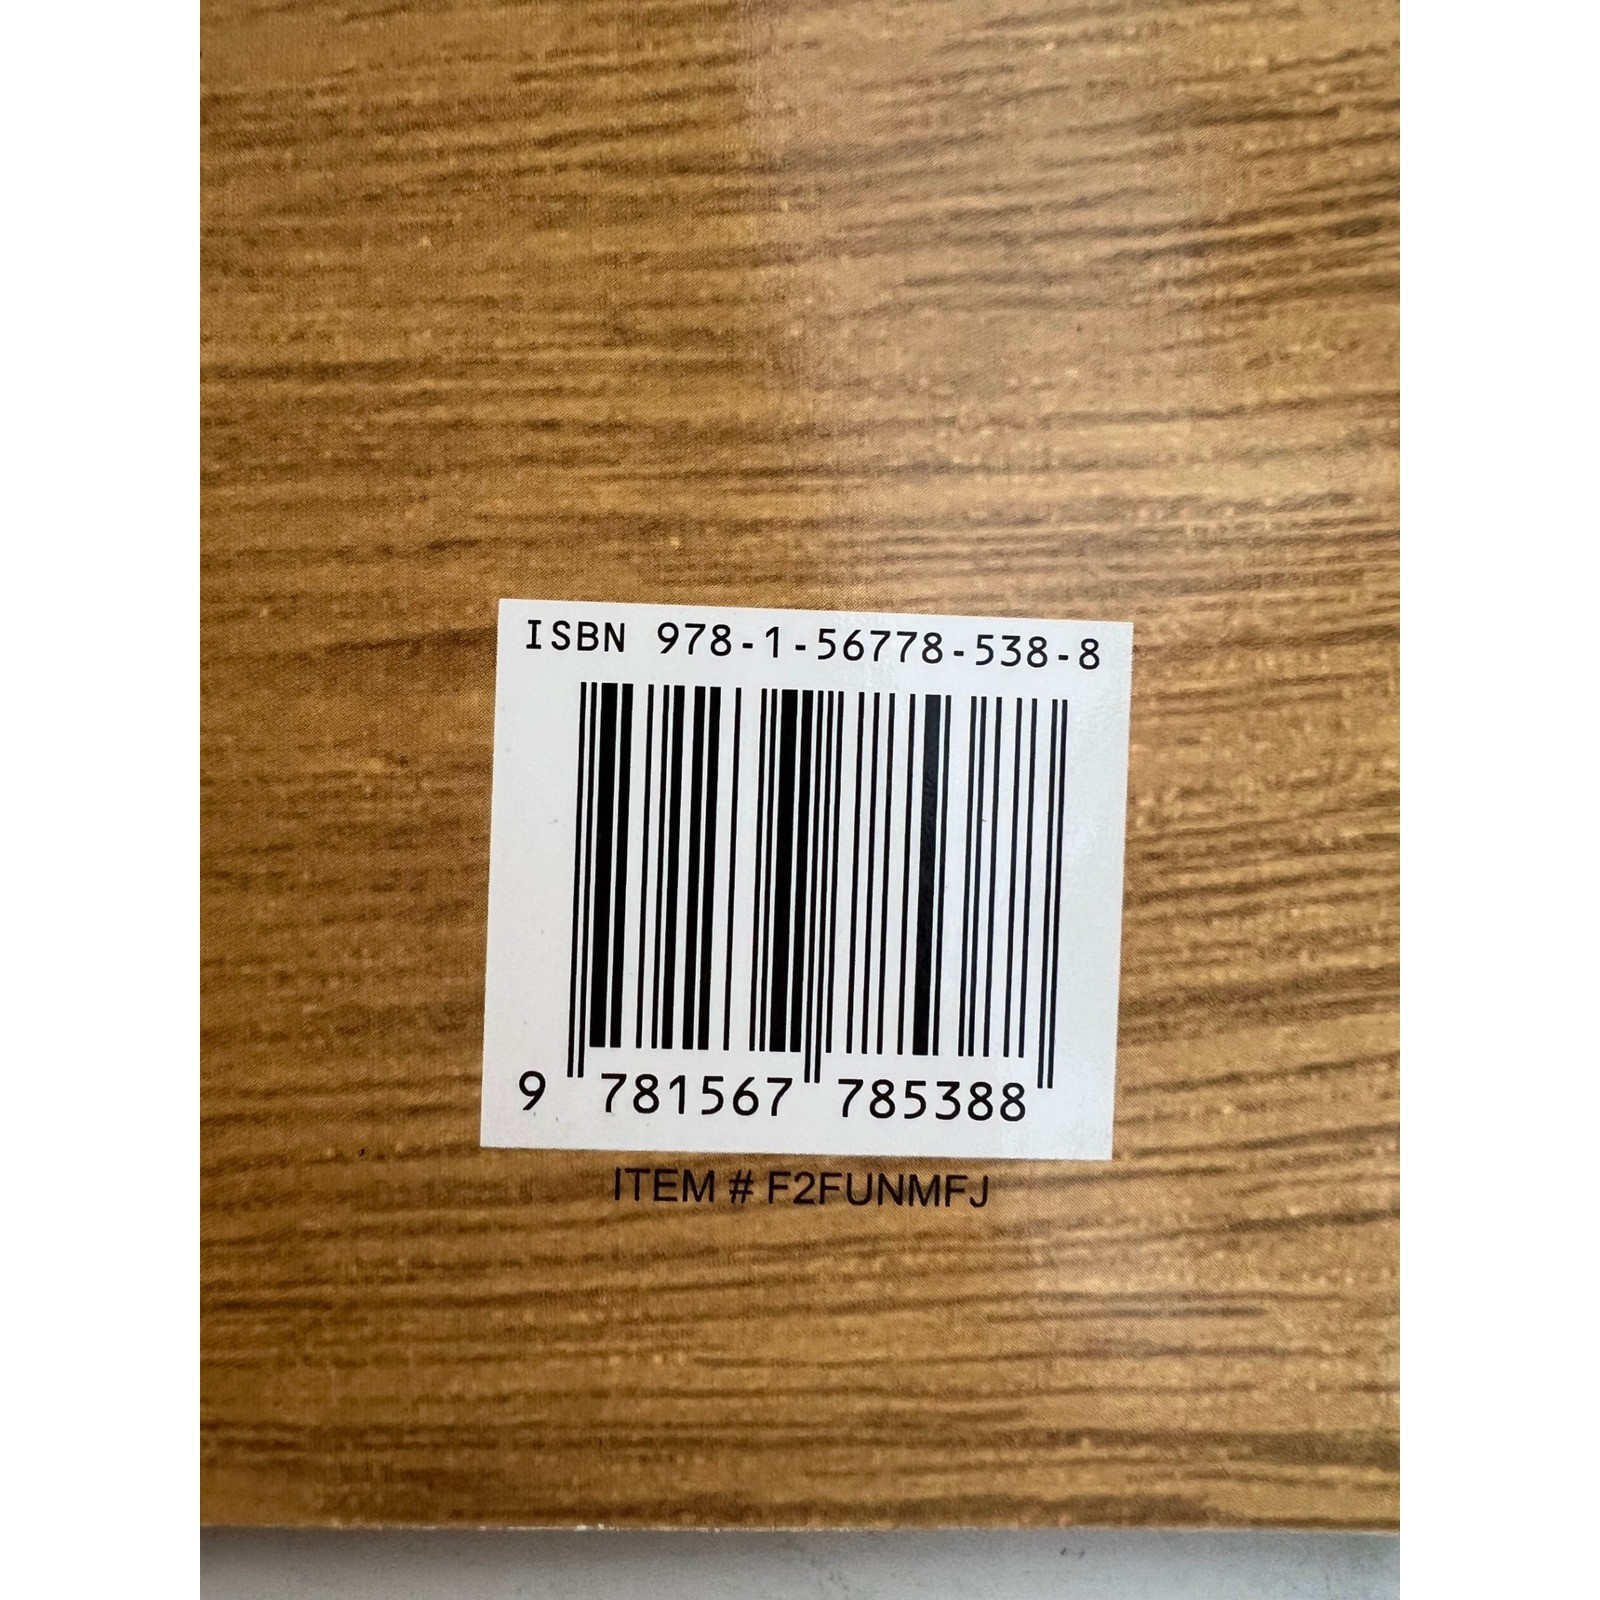 ISBN 978-1-56778-538-8
9 781567 785388
ITEM # F2FUNMFJ